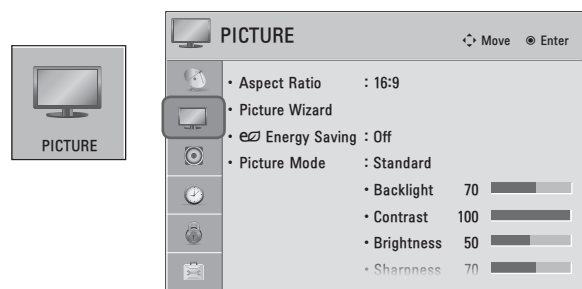 PICTURE
PICTURE Move Enter
• Aspect Ratio : 16:9
• Picture Wizard
• Energy Saving : Off
• Picture Mode : Standard
• Backlight 70
• Contrast 100
• Brightness 50
• Sharpness 70